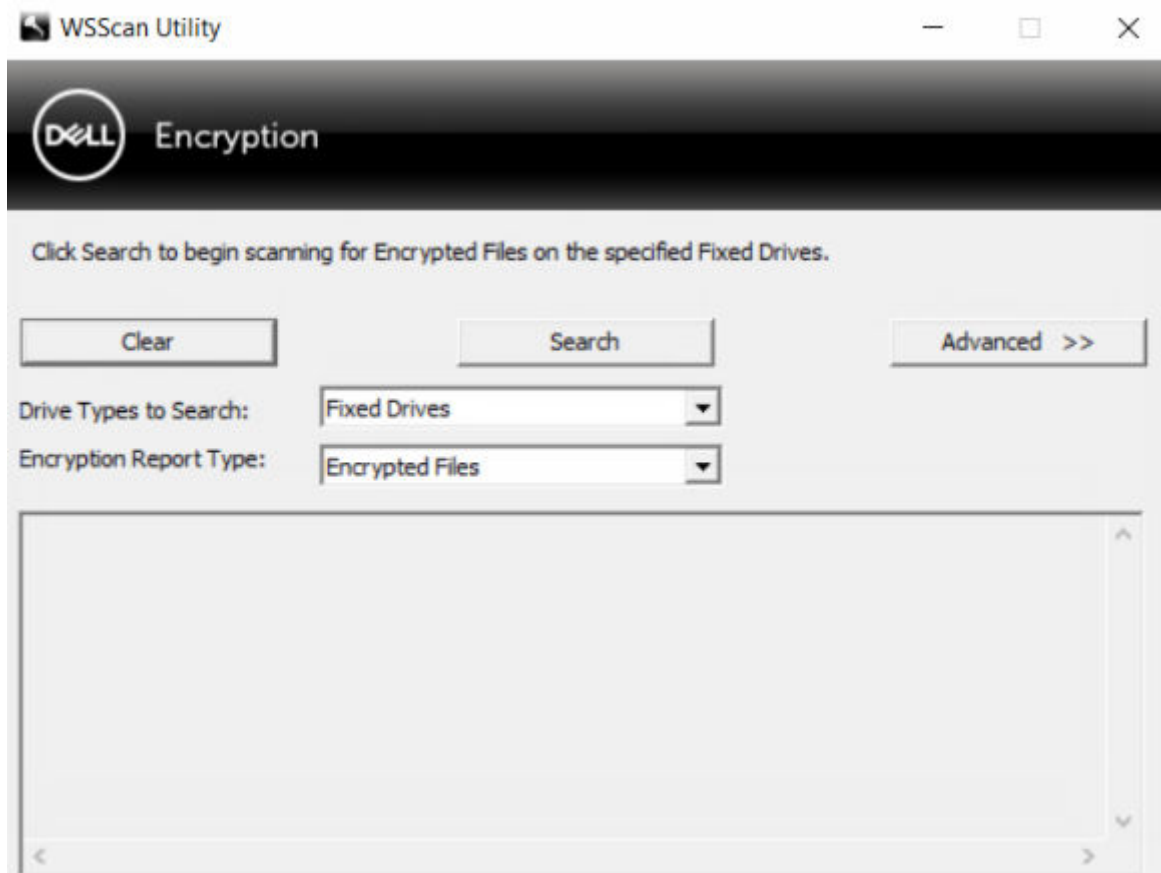 WSScan Utility
DELL Encryption
Click Search to begin scanning for Encrypted Files on the specified Fixed Drives.
Clear Search Advanced >>
Drive Types to Search: Fixed Drives
Encryption Report Type: Encrypted Files